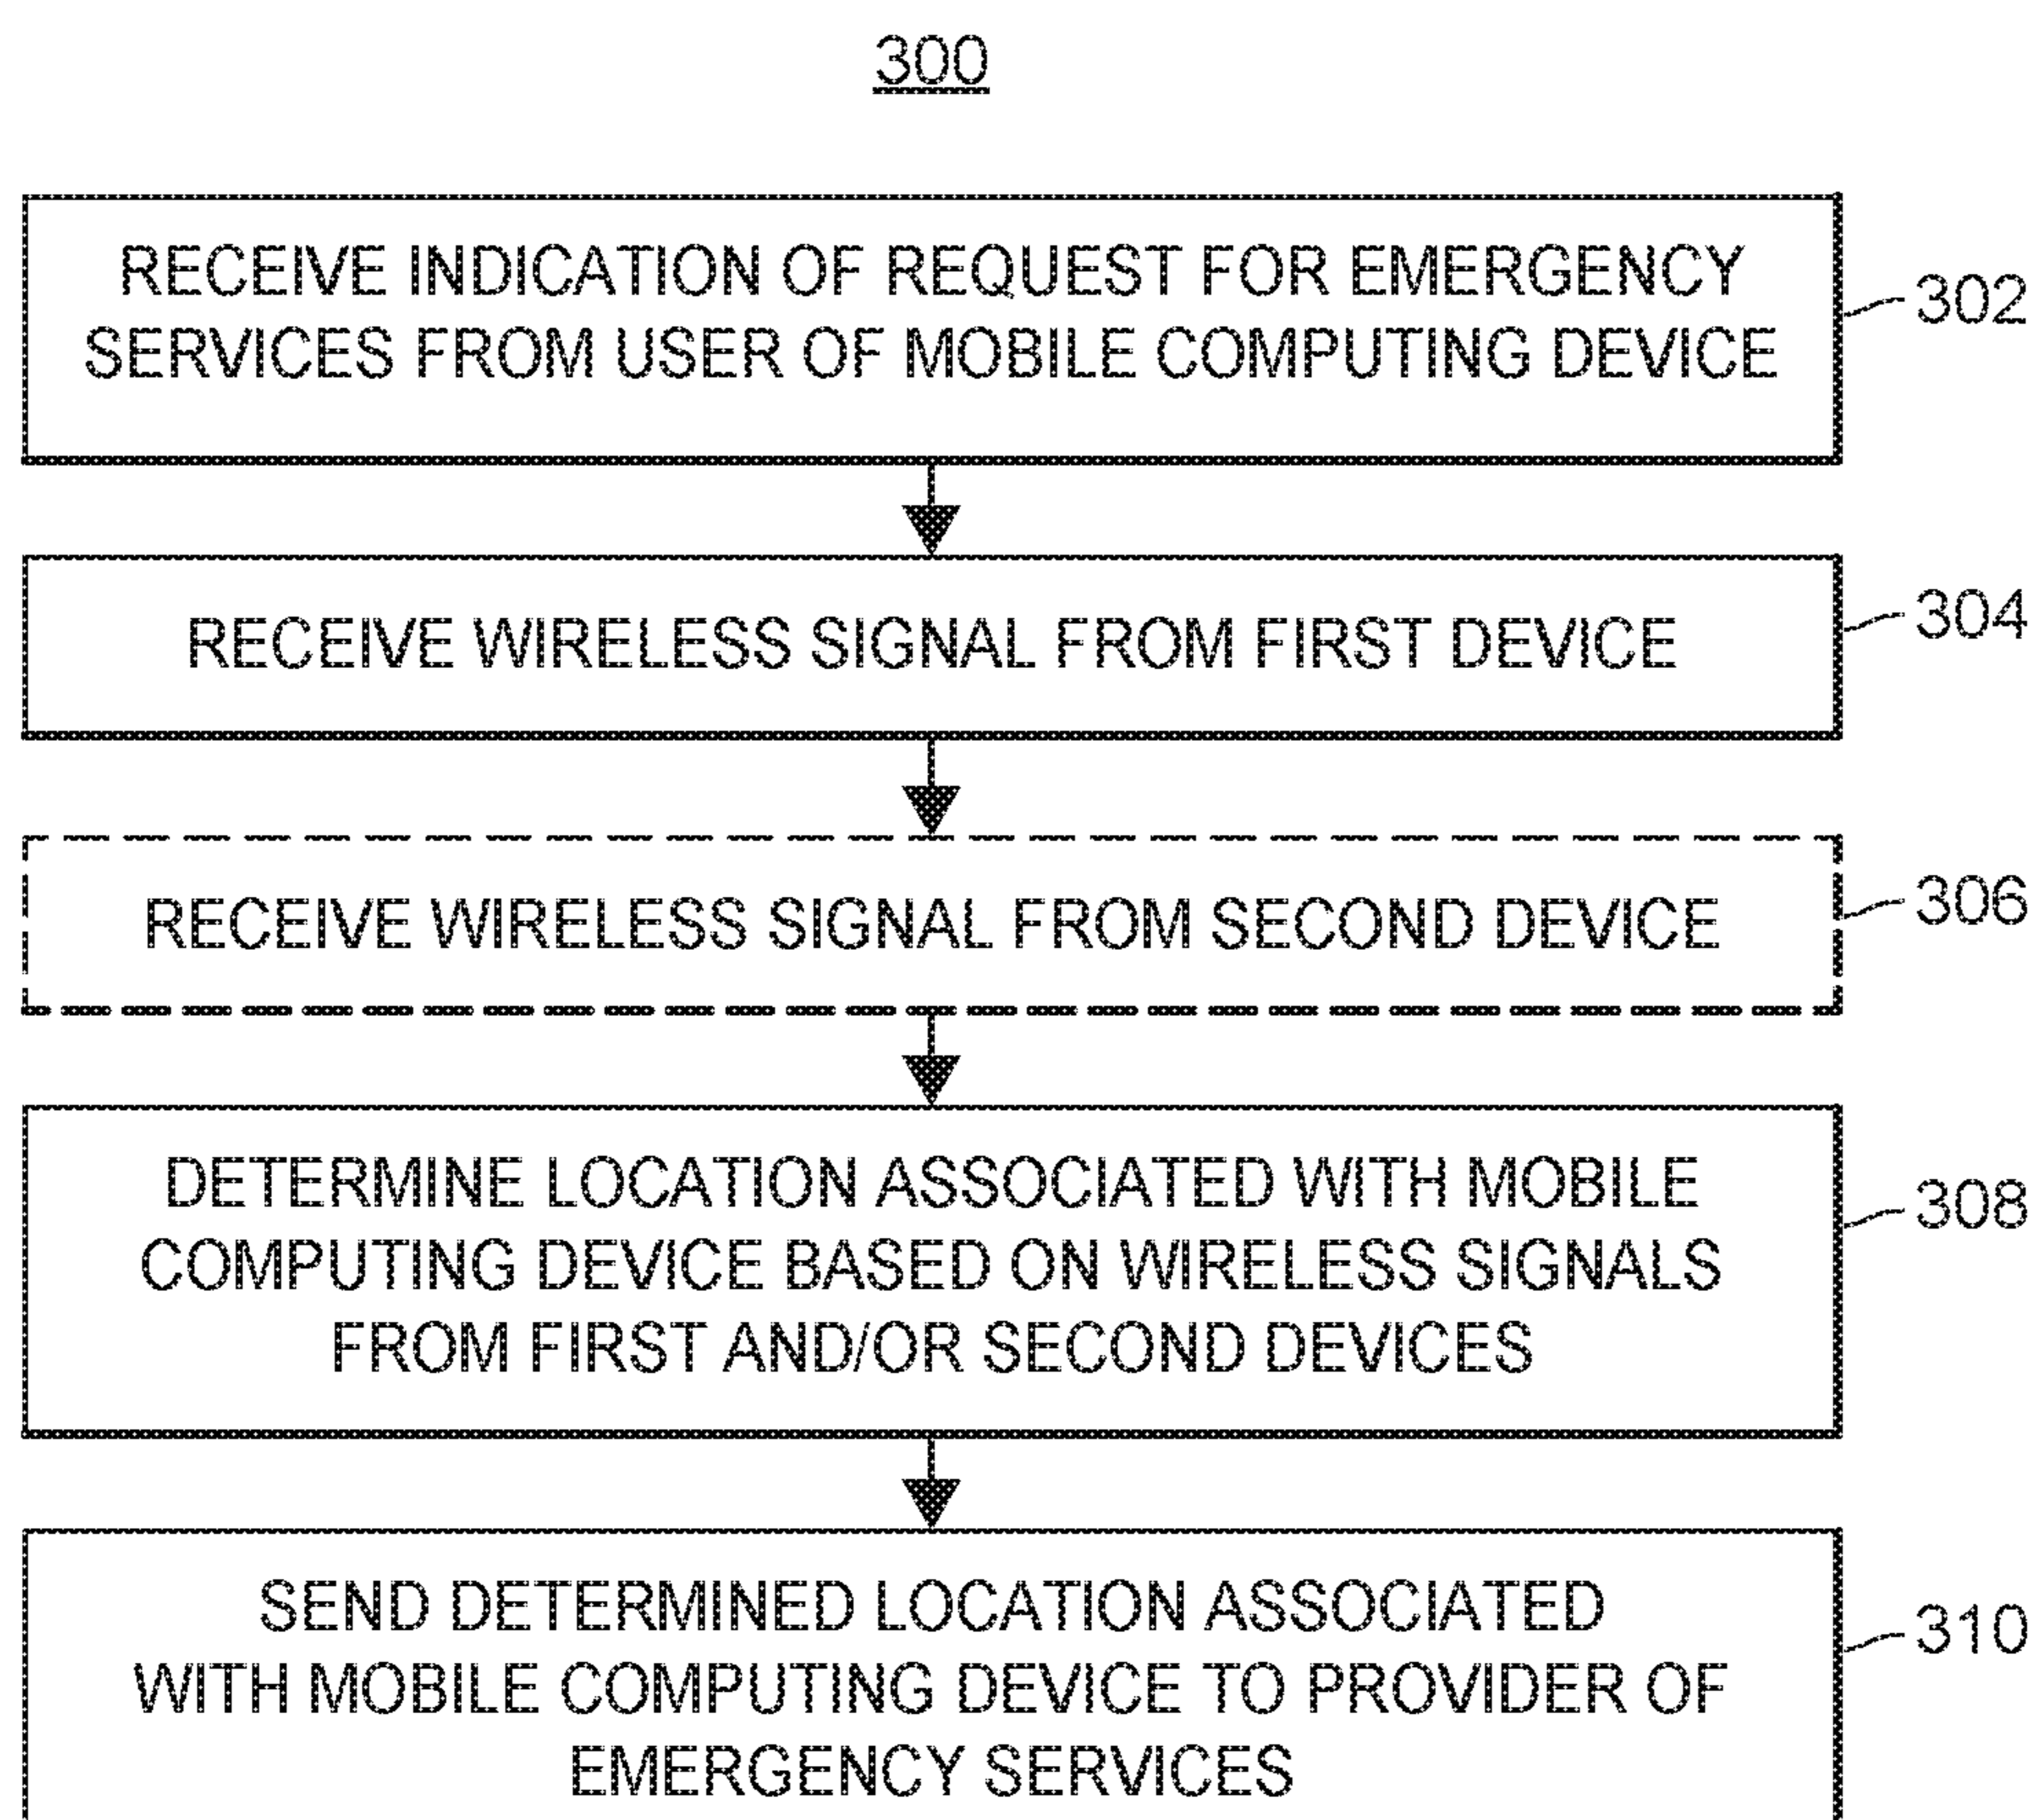 300
RECEIVE INDICATION OF REQUEST FOR EMERGENCY
SERVICES FROM USER OF MOBILE COMPUTING DEVICE
302
RECEIVE WIRELESS SIGNAL FROM FIRST DEVICE
304
RECEIVE WIRELESS SIGNAL FROM SECOND DEVICE
306
DETERMINE LOCATION ASSOCIATED WITH MOBILE
COMPUTING DEVICE BASED ON WIRELESS SIGNALS
FROM FIRST AND/OR SECOND DEVICES
308
SEND DETERMINED LOCATION ASSOCIATED
WITH MOBILE COMPUTING DEVICE TO PROVIDER OF
EMERGENCY SERVICES
310